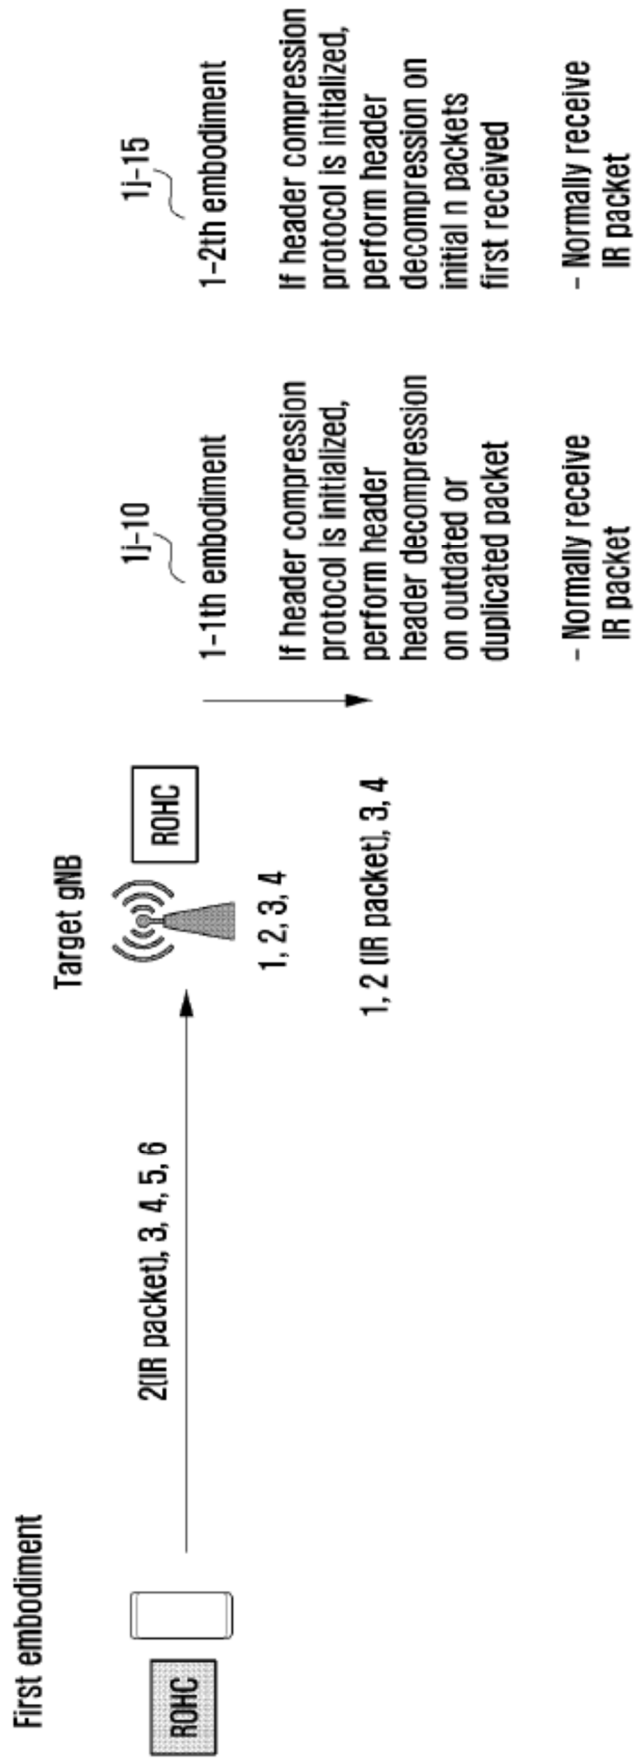 First embodiment
Target gNB
ROHC
2(IR packet), 3, 4, 5, 6
ROHC
1, 2, 3, 4
1, 2 (IR packet), 3, 4
1j-10
1-1th embodiment
If header compression
protocol is initialized,
perform header
header decompression
on outdated or
duplicated packet
- Normally receive
IR packet
1j-15
1-2th embodiment
If header compression
protocol is initialized,
perform header
decompression on
initial n packets
first received
- Normally receive
IR packet